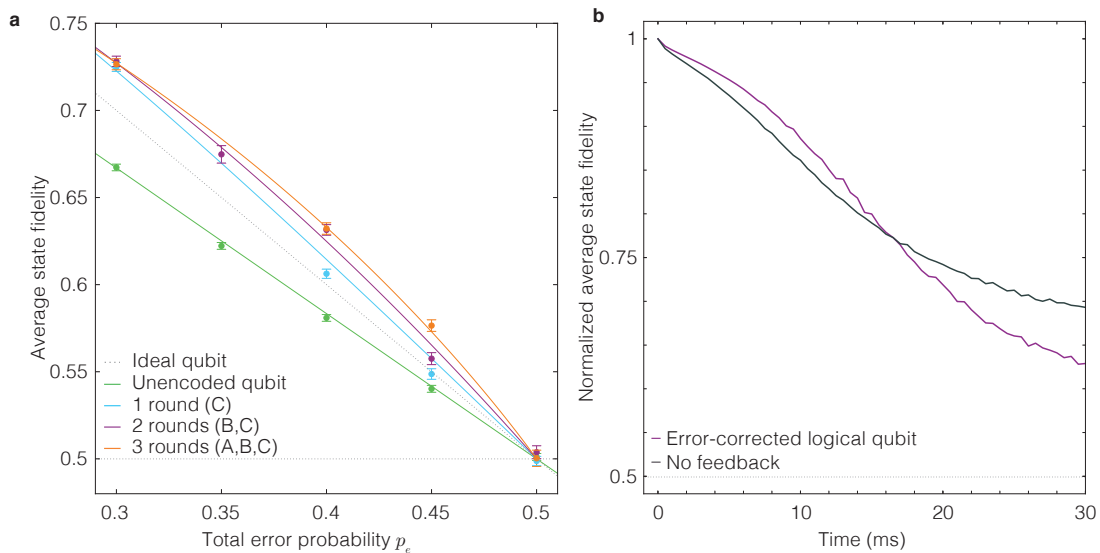 a
0.75
0.7
0.65
0.6
0.55
0.5
Average state fidelity
Ideal qubit
Unencoded qubit
1 round (C)
2 rounds (B,C)
3 rounds (A,B,C)
0.3
0.35
0.4
0.45
0.5
Total error probability pₑ
b
1
0.75
0.5
Normalized average state fidelity
Error-corrected logical qubit
No feedback
0
10
20
30
Time (ms)